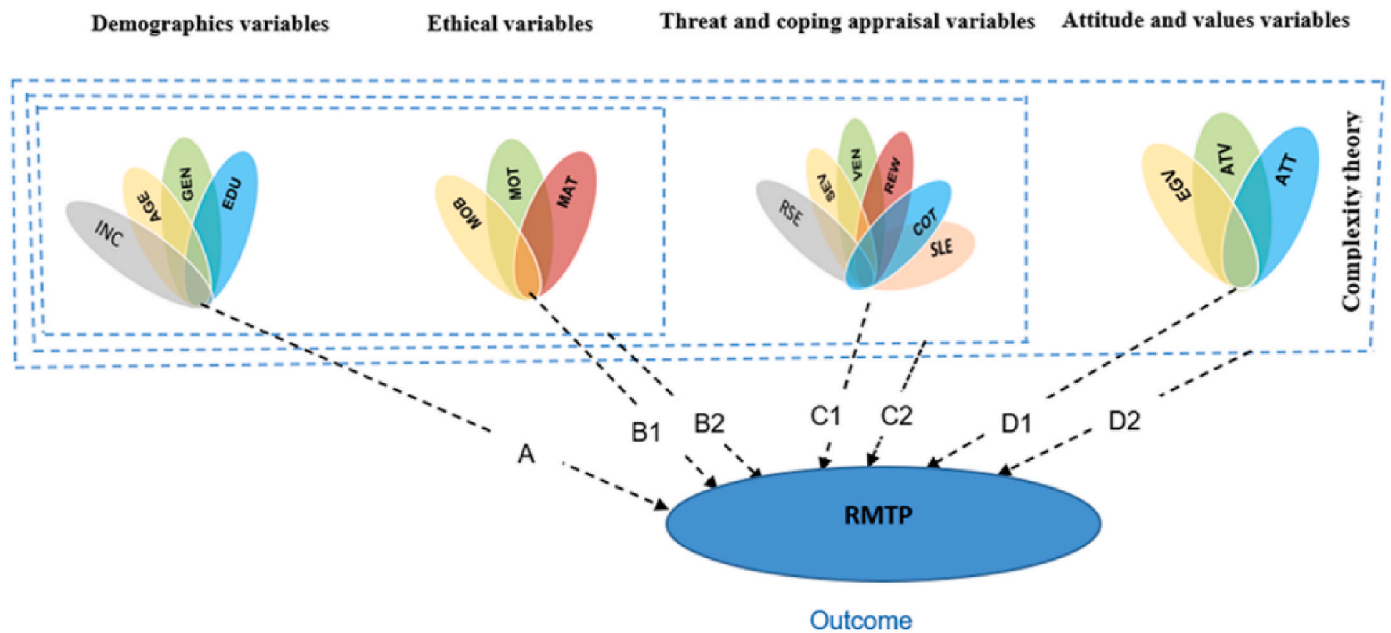 Demographics variables
Ethical variables
Threat and coping appraisal variables
Attitude and values variables
INC
AGE
GEN
EDU
MOB
MOT
MAT
RSE
SEV
VEN
REW
COT
SLE
EGV
ATV
ATT
Complexity theory
A
B1
B2
C1
C2
D1
D2
RMTP
Outcome